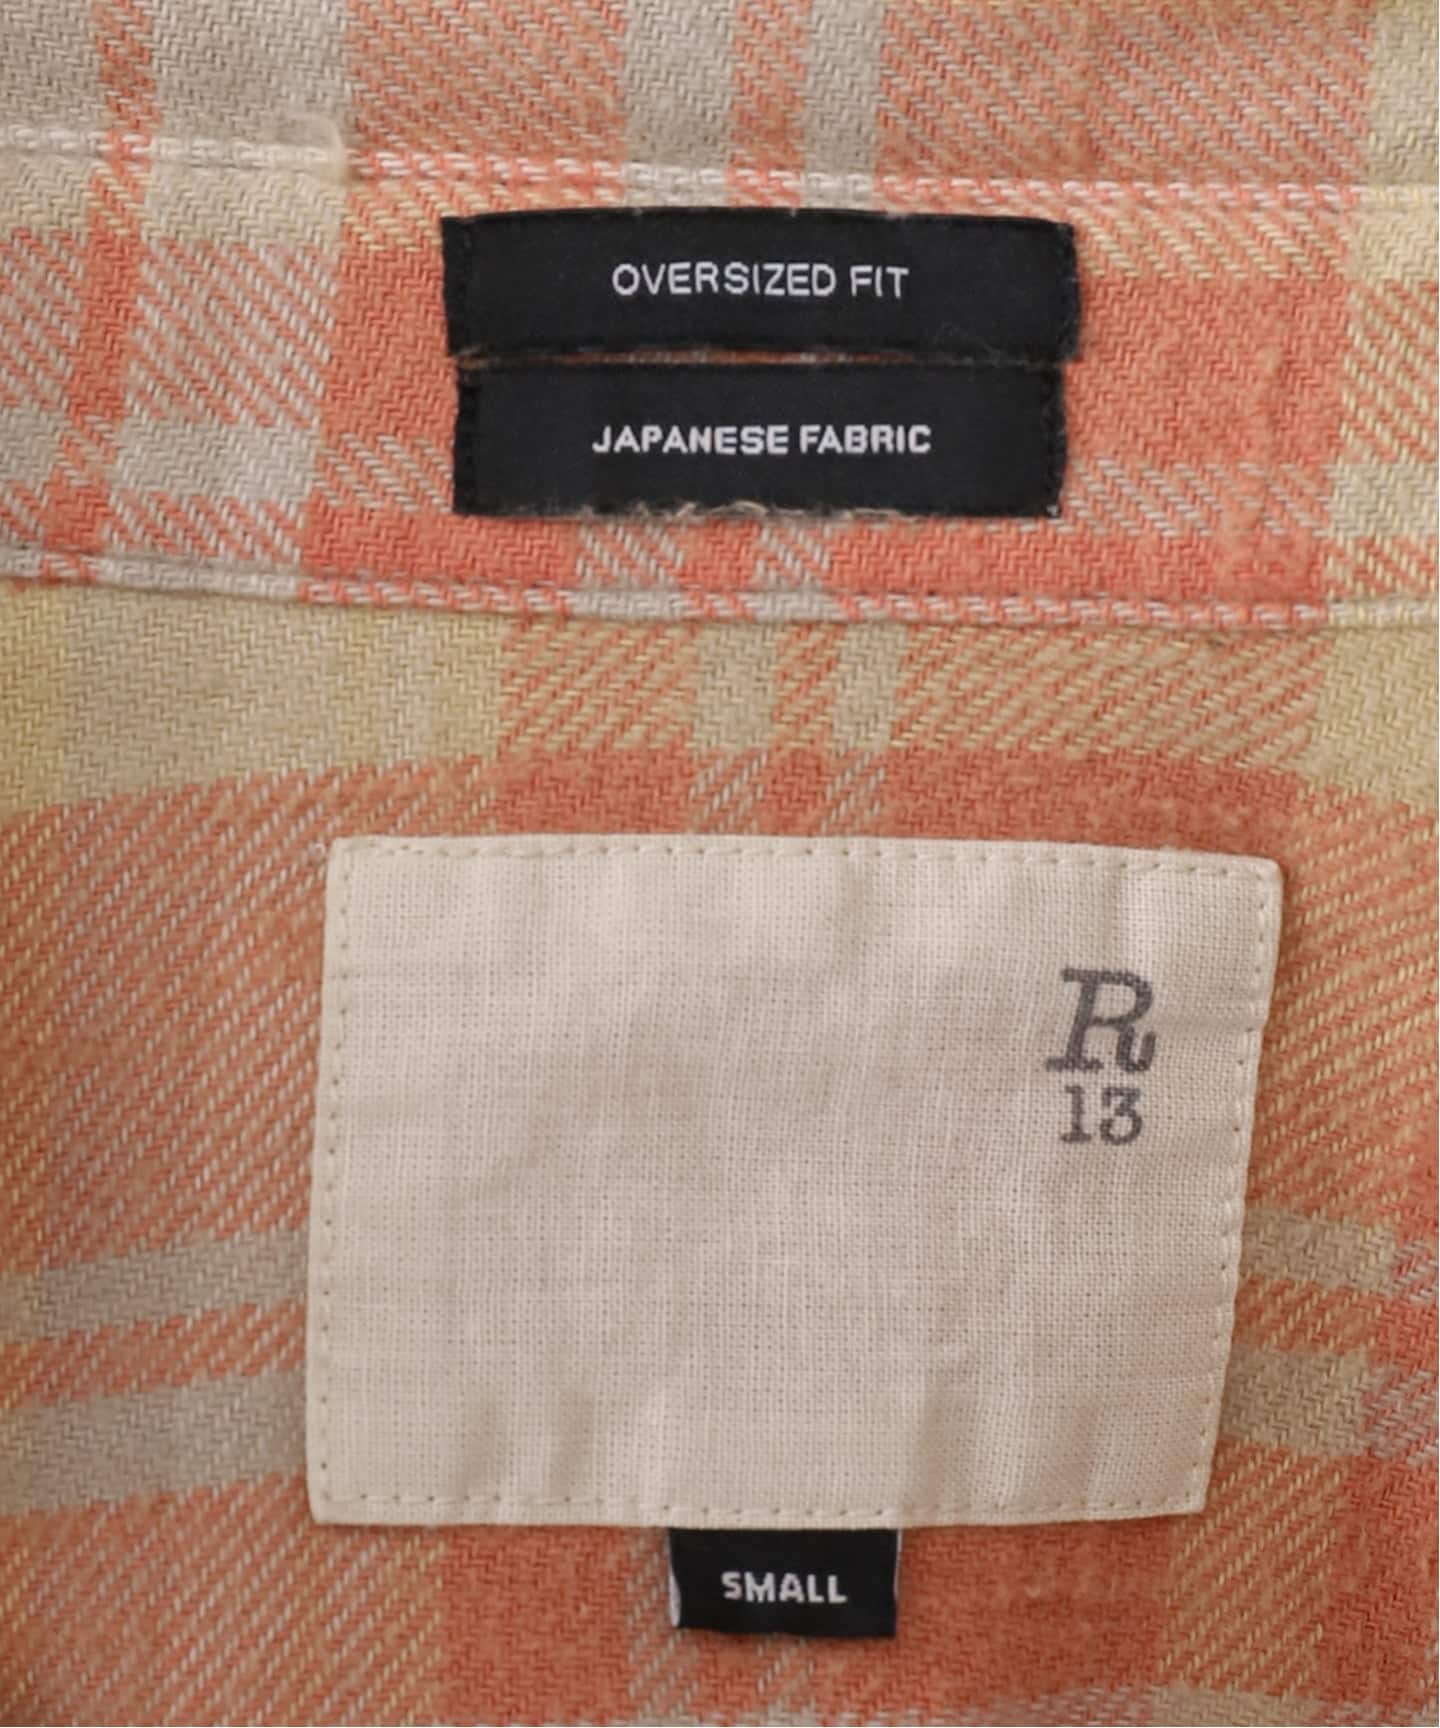 OVERSIZED FIT
JAPANESE FABRIC
R
13
SMALL